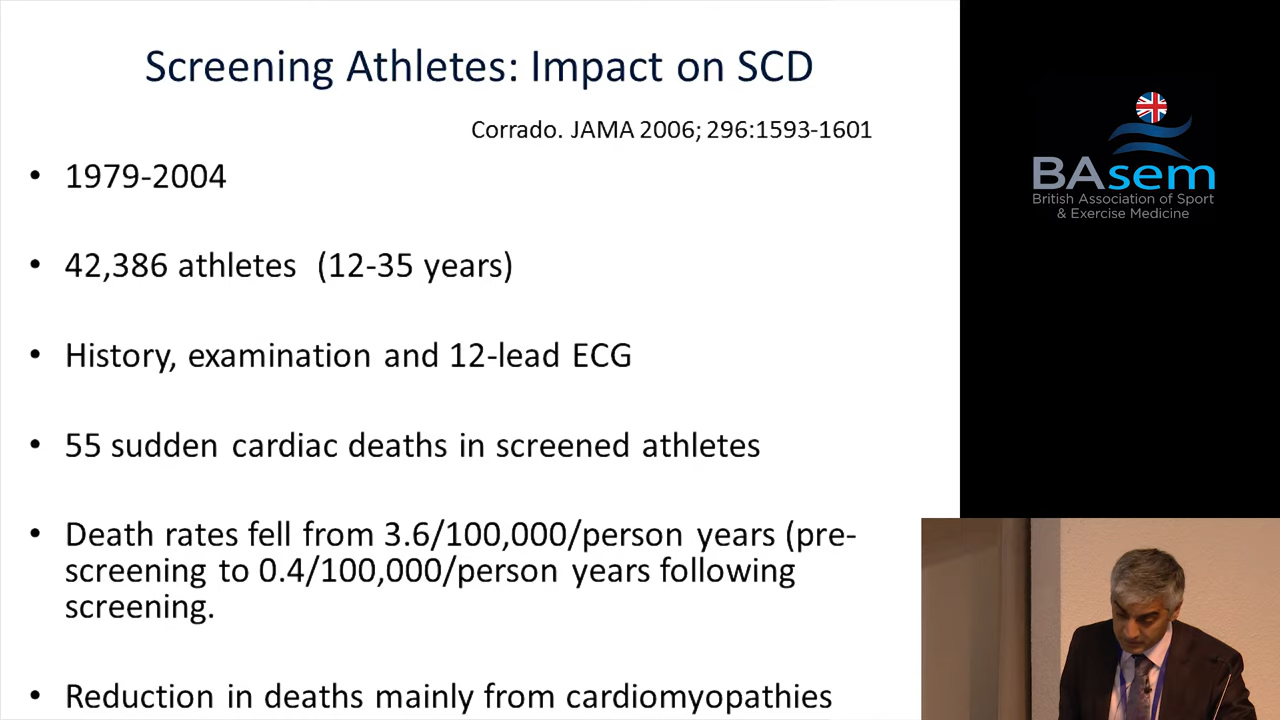 Screening Athletes: Impact on SCD
Corrado. JAMA 2006; 296:1593-1601
• 1979-2004
• 42,386 athletes (12-35 years)
• History, examination and 12-lead ECG
• 55 sudden cardiac deaths in screened athletes
• Death rates fell from 3.6/100,000/person years (pre-
screening to 0.4/100,000/person years following
screening.
• Reduction in deaths mainly from cardiomyopathies
BAsem
British Association of Sport
& Exercise Medicine